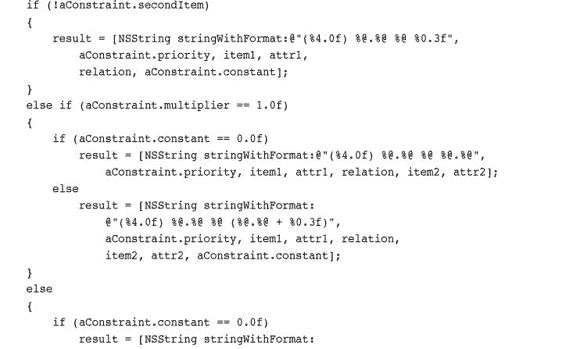 if (!aConstraint.secondItem)
{
    result = [NSString stringWithFormat:@"(%4.0f) %@.%@ %@ %0.3f",
        aConstraint.priority, item1, attr1,
        relation, aConstraint.constant];
}
else if (aConstraint.multiplier == 1.0f)
{
    if (aConstraint.constant == 0.0f)
        result = [NSString stringWithFormat:@"(%4.0f) %@.%@ %@ %@.%@",
            aConstraint.priority, item1, attr1, relation, item2, attr2];
    else
        result = [NSString stringWithFormat:
            @"(%4.0f) %@.%@ %@ (%@.%@ + %0.3f)",
            aConstraint.priority, item1, attr1, relation,
            item2, attr2, aConstraint.constant];
}
else
{
    if (aConstraint.constant == 0.0f)
        result = [NSString stringWithFormat: